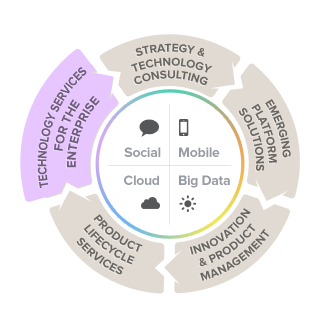 STRATEGY &
TECHNOLOGY
CONSULTING
EMERGING
PLATFORM
SOLUTIONS
INNOVATION
& PRODUCT
MANAGEMENT
PRODUCT
LIFECYCLE
SERVICES
TECHNOLOGY SERVICES
FOR THE
ENTERPRISE
Social
Mobile
Cloud
Big Data